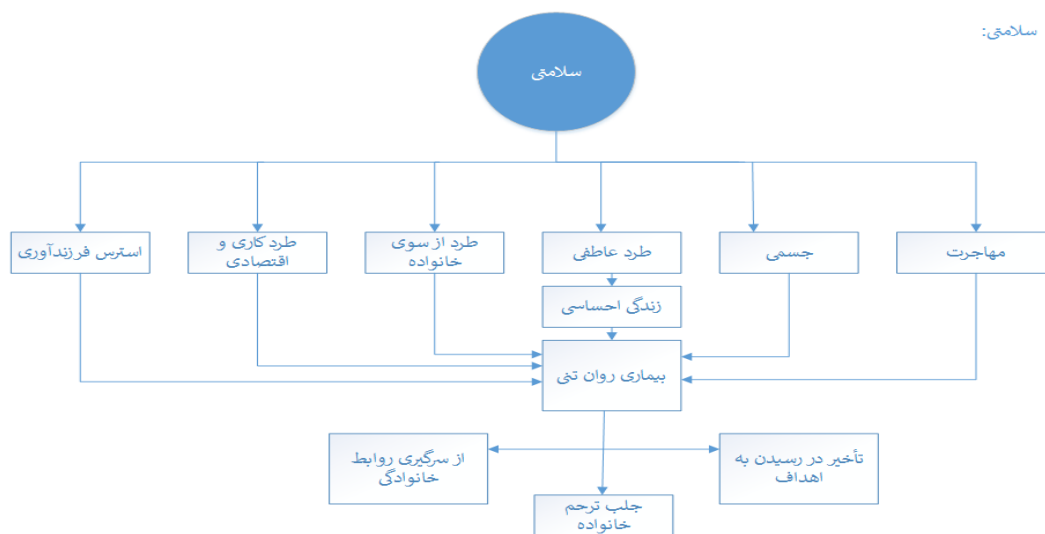 سلامتی:
سلامتی
مهاجرت
جسمی
طرد عاطفی
طرد از سوی
خانواده
طرد کاری و
اقتصادی
استرس فرزندآوری
زندگی احساسی
بیماری روان تنی
تأخیر در رسیدن به
اهداف
از سرگیری روابط
خانوادگی
جلب ترحم
خانواده